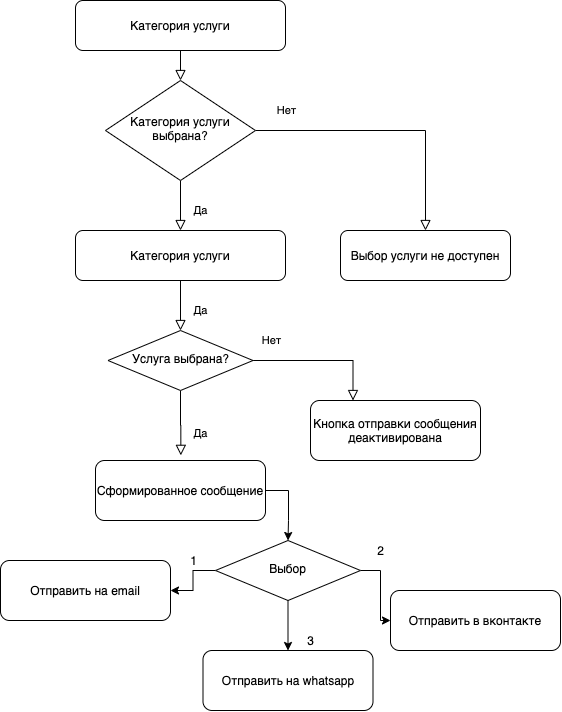 Категория услуги
Категория услуги
выбрана?
Нет
Да
Категория услуги
Выбор услуги не доступен
Да
Услуга выбрана?
Нет
Кнопка отправки сообщения
деактивирована
Да
Сформированное сообщение
Выбор
1
2
Отправить на email
Отправить в вконтакте
3
Отправить на whatsapp